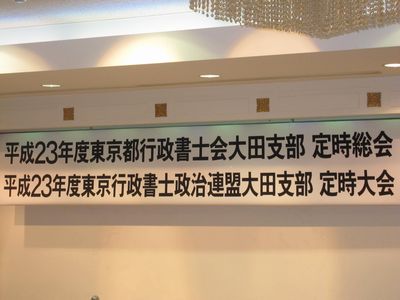 平成23年度東京都行政書士会大田支部 定時総会
平成23年度東京行政書士政治連盟大田支部 定時大会